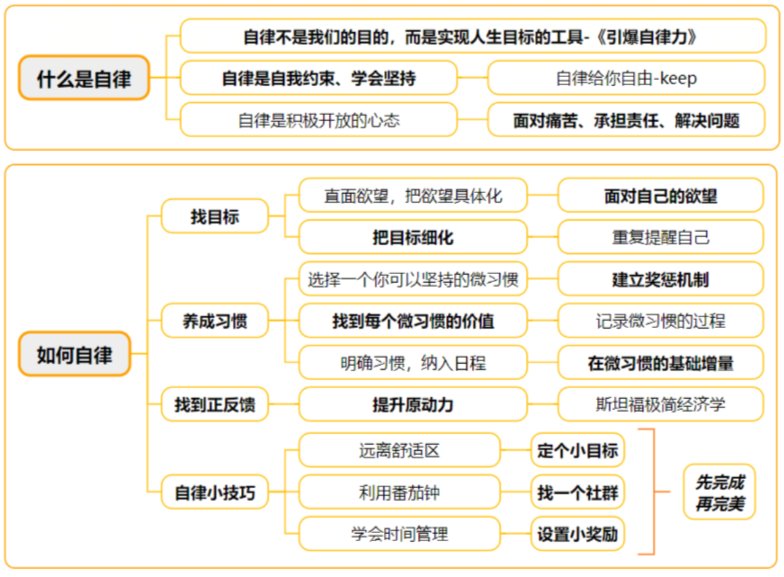 什么是自律
自律不是我们的目的，而是实现人生目标的工具-《引爆自律力》
自律是自我约束、学会坚持
自律给你自由-keep
自律是积极开放的心态
面对痛苦、承担责任、解决问题
如何自律
找目标
直面欲望，把欲望具体化
面对自己的欲望
把目标细化
重复提醒自己
养成习惯
选择一个你可以坚持的微习惯
建立奖惩机制
找到每个微习惯的价值
记录微习惯的过程
明确习惯，纳入日程
在微习惯的基础增量
找到正反馈
提升原动力
斯坦福极简经济学
自律小技巧
远离舒适区
定个小目标
利用番茄钟
找一个社群
学会时间管理
设置小奖励
先完成
再完美